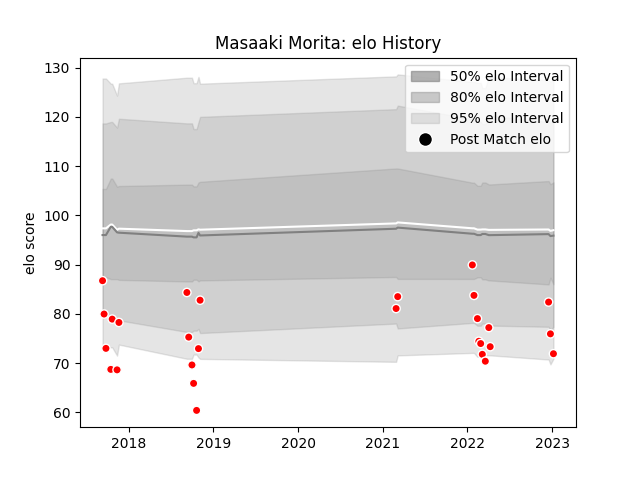 Masaaki Morita: elo History
130
120
110
100
90
80
70
60
elo score
50% elo Interval
80% elo Interval
95% elo Interval
Post Match elo
2018
2019
2020
2021
2022
2023